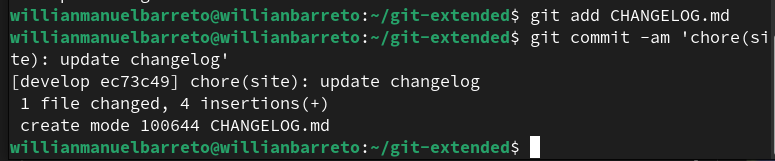 willianmanuelbarreto@willianbarreto:~/git-extended$ git add CHANGELOG.md
willianmanuelbarreto@willianbarreto:~/git-extended$ git commit -am 'chore(si
te): update changelog'
[develop ec73c49] chore(site): update changelog
 1 file changed, 4 insertions(+)
 create mode 100644 CHANGELOG.md
willianmanuelbarreto@willianbarreto:~/git-extended$